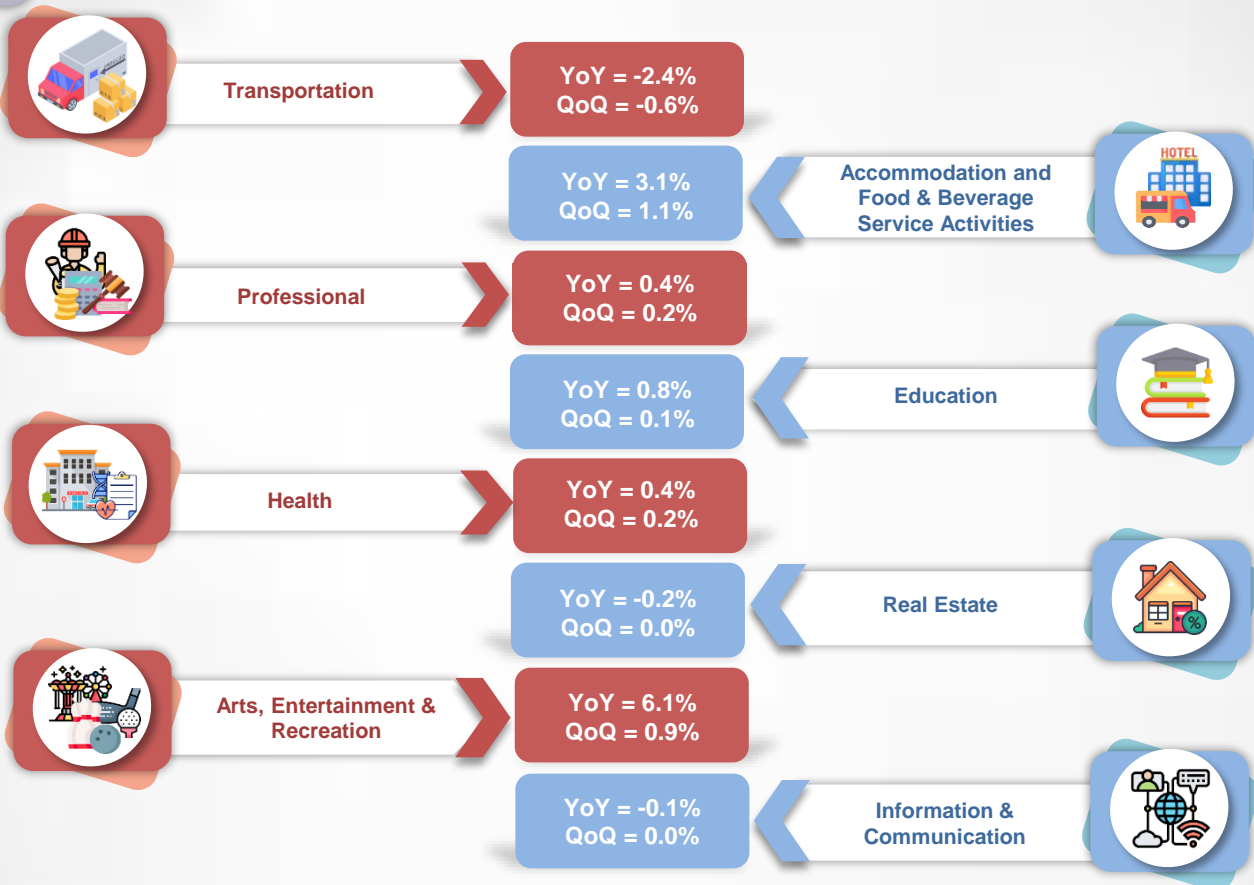 Transportation
YoY = -2.4%
QoQ = -0.6%
YoY = 3.1%
QoQ = 1.1%
Accommodation and
Food & Beverage
Service Activities
HOTEL
Professional
YoY = 0.4%
QoQ = 0.2%
YoY = 0.8%
QoQ = 0.1%
Education
Health
YoY = 0.4%
QoQ = 0.2%
YoY = -0.2%
QoQ = 0.0%
Real Estate
%
Arts, Entertainment &
Recreation
YoY = 6.1%
QoQ = 0.9%
YoY = -0.1%
QoQ = 0.0%
Information &
Communication